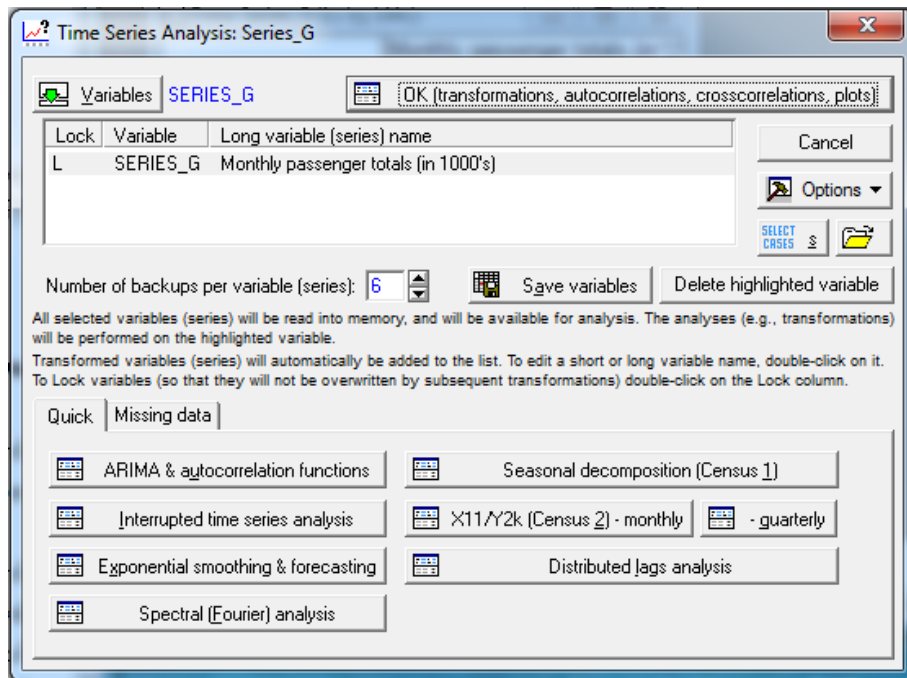 Time Series Analysis: Series_G
Variables SERIES_G OK (transformations, autocorrelations, crosscorrelations, plots)
Lock Variable Long variable (series) name
L SERIES_G Monthly passenger totals (in 1000's)
Cancel
Options
SELECT CASES S
Number of backups per variable (series): 6 Save variables Delete highlighted variable
All selected variables (series) will be read into memory, and will be available for analysis. The analyses (e.g., transformations)
will be performed on the highlighted variable.
Transformed variables (series) will automatically be added to the list. To edit a short or long variable name, double-click on it.
To Lock variables (so that they will not be overwritten by subsequent transformations) double-click on the Lock column.
Quick Missing data
ARIMA & autocorrelation functions Seasonal decomposition (Census 1)
Interrupted time series analysis X11/Y2k (Census 2) - monthly - quarterly
Exponential smoothing & forecasting Distributed lags analysis
Spectral (Fourier) analysis